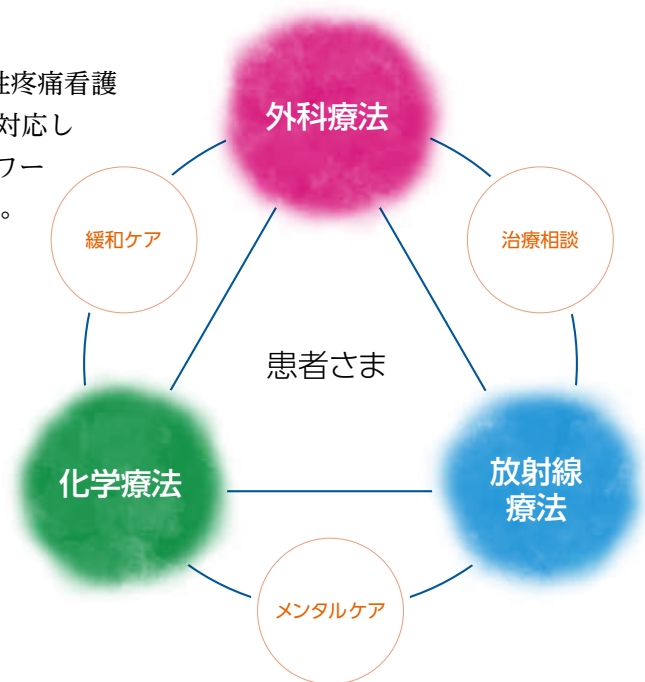 性疼痛看護
対応し
ワー
。
外科療法
緩和ケア
治療相談
患者さま
化学療法
放射線
療法
メンタルケア